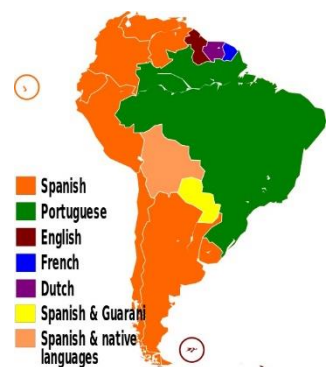 Spanish
Portuguese
English
French
Dutch
Spanish & Guarani
Spanish & native
languages